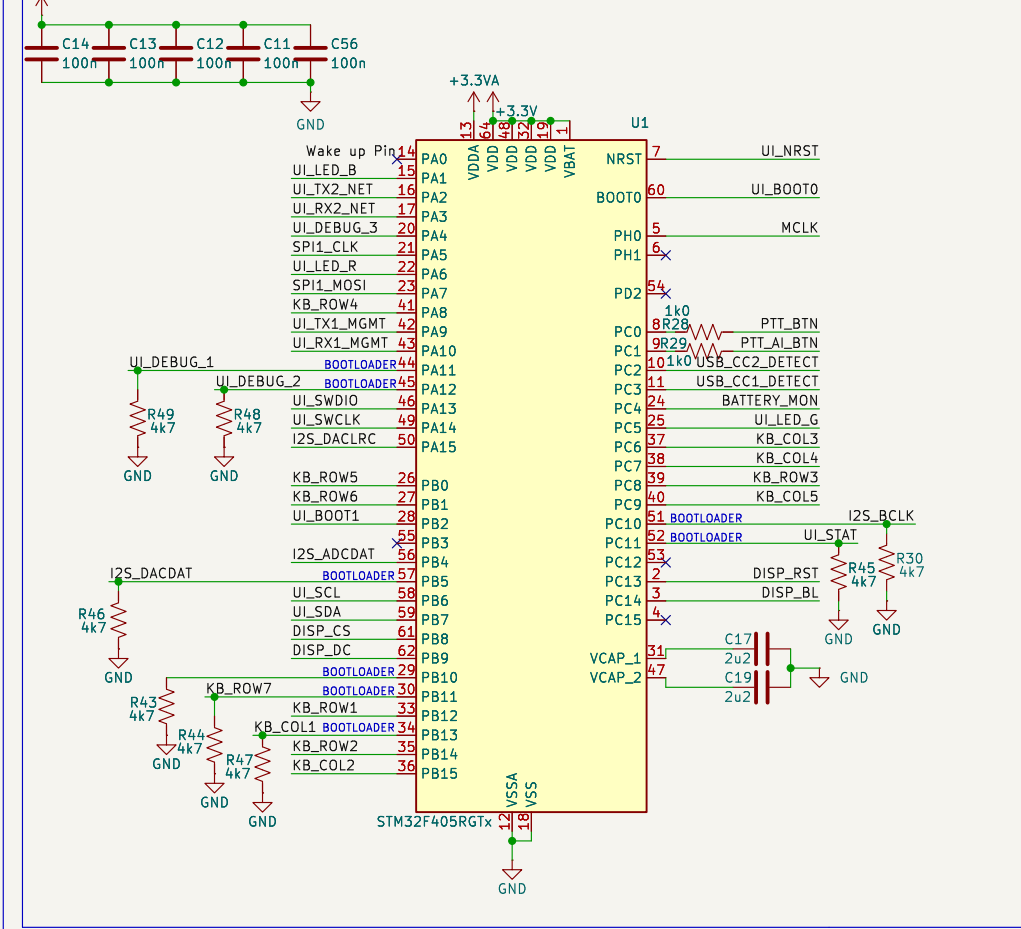 C14 C13 C12 C11 C56
100n 100n 100n 100n 100n
GND
+3.3VA
+3.3V
U1
13 64 48 32 19 1
VDDA VDD VDD VDD VDD VBAT
Wake up Pin 14 PA0
UI_LED_B 15 PA1
UI_TX2_NET 16 PA2
UI_RX2_NET 17 PA3
UI_DEBUG_3 20 PA4
SPI1_CLK 21 PA5
UI_LED_R 22 PA6
SPI1_MOSI 23 PA7
KB_ROW4 41 PA8
UI_TX1_MGMT 42 PA9
UI_RX1_MGMT 43 PA10
UI_DEBUG_1 BOOTLOADER 44 PA11
UI_DEBUG_2 BOOTLOADER 45 PA12
UI_SWDIO 46 PA13
UI_SWCLK 49 PA14
I2S_DACLRC 50 PA15
R49 4k7 GND
R48 4k7 GND
KB_ROW5 26 PB0
KB_ROW6 27 PB1
UI_BOOT1 28 PB2
55 PB3
I2S_ADCDAT 56 PB4
I2S_DACDAT BOOTLOADER 57 PB5
UI_SCL 58 PB6
UI_SDA 59 PB7
DISP_CS 61 PB8
DISP_DC 62 PB9
BOOTLOADER 29 PB10
KB_ROW7 BOOTLOADER 30 PB11
KB_ROW1 33 PB12
KB_COL1 BOOTLOADER 34 PB13
KB_ROW2 35 PB14
KB_COL2 36 PB15
R46 4k7 GND
R43 4k7 GND
R44 4k7 GND
R47 4k7 GND
NRST 7 UI_NRST
BOOT0 60 UI_BOOT0
PH0 5 MCLK
PH1 6
PD2 54
1k0
PC0 8 R28 PTT_BTN
PC1 9 R29 PTT_AI_BTN
1k0
PC2 10 USB_CC2_DETECT
PC3 11 USB_CC1_DETECT
PC4 24 BATTERY_MON
PC5 25 UI_LED_G
PC6 37 KB_COL3
PC7 38 KB_COL4
PC8 39 KB_ROW3
PC9 40 KB_COL5
PC10 51 BOOTLOADER I2S_BCLK
PC11 52 BOOTLOADER UI_STAT
PC12 53
PC13 2 DISP_RST
PC14 3 DISP_BL
PC15 4
R45 4k7 GND
R30 4k7 GND
VCAP_1 31 C17 2u2
VCAP_2 47 C19 2u2
GND
VSSA VSS
12 18
STM32F405RGTx
GND